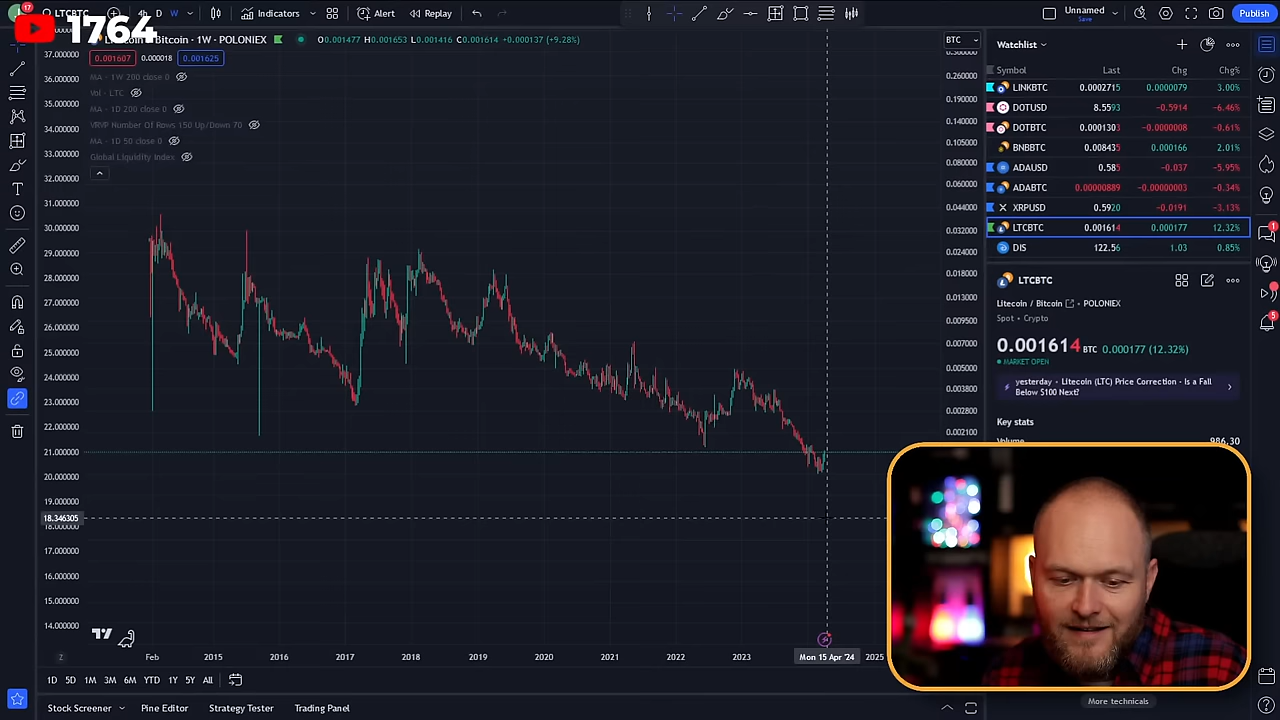 17
LTCBTC
4h
D
W
Indicators
Alert
Replay
Unnamed
Save
Publish
1764
Bitcoin · 1W · POLONIEX
O0.001477 H0.001653 L0.001416 C0.001614 +0.000137 (+9.28%)
0.001607
0.000018
0.001625
MA · 1W 200 close 0
Vol · LTC
MA · 1D 200 close 0
VRVP Number Of Rows 150 Up/Down 70
MA · 1D 50 close 0
Global Liquidity Index
37.000000
36.000000
35.000000
34.000000
33.000000
32.000000
31.000000
30.000000
29.000000
28.000000
27.000000
26.000000
25.000000
24.000000
23.000000
22.000000
21.000000
20.000000
19.000000
18.346305
18.000000
17.000000
16.000000
15.000000
14.000000
BTC
0.260000
0.190000
0.140000
0.105000
0.080000
0.060000
0.044000
0.032000
0.024000
0.018000
0.013000
0.009500
0.007000
0.005000
0.003800
0.002800
0.002100
Z
Feb
2015
2016
2017
2018
2019
2020
2021
2022
2023
Mon 15 Apr '24
2025
1D 5D 1M 3M 6M YTD 1Y 5Y All
Stock Screener
Pine Editor
Strategy Tester
Trading Panel
Watchlist
Symbol Last Chg Chg%
LINKBTC 0.0002715 0.0000079 3.00%
DOTUSD 8.5593 −0.5914 −6.46%
DOTBTC 0.0001303 −0.0000008 −0.61%
BNBBTC 0.008435 0.000166 2.01%
ADAUSD 0.585 −0.037 −5.95%
ADABTC 0.00000889 −0.00000003 −0.34%
XRPUSD 0.5920 −0.0191 −3.13%
LTCBTC 0.001614 0.000177 12.32%
DIS 122.56 1.03 0.85%
LTCBTC
Litecoin / Bitcoin · POLONIEX
Spot · Crypto
0.001614 BTC 0.000177 (12.32%)
MARKET OPEN
yesterday · Litecoin (LTC) Price Correction - Is a Fall
Below $100 Next?
Key stats
Volume 986.30
More technicals
1
5